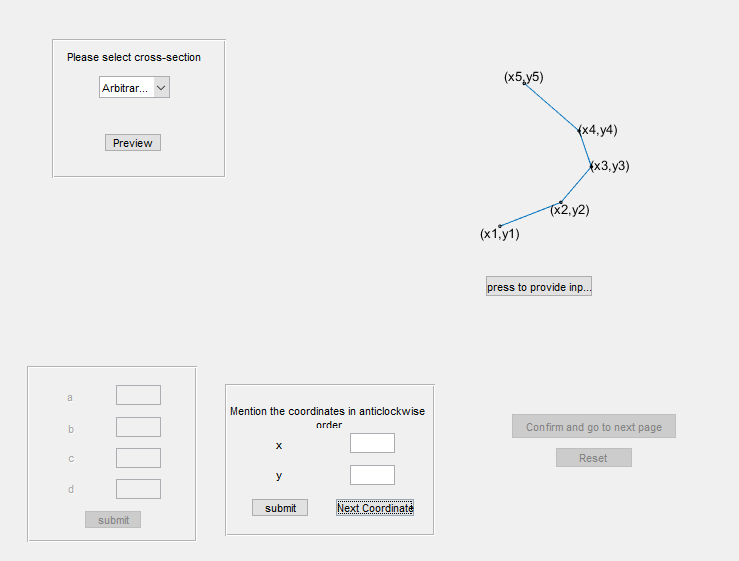 Please select cross-section
Arbitrar...
Preview
(x5,y5)
(x4,y4)
(x3,y3)
(x2,y2)
(x1,y1)
press to provide inp...
a
b
c
d
submit
Mention the coordinates in anticlockwise
order
x
y
submit
Next Coordinate
Confirm and go to next page
Reset